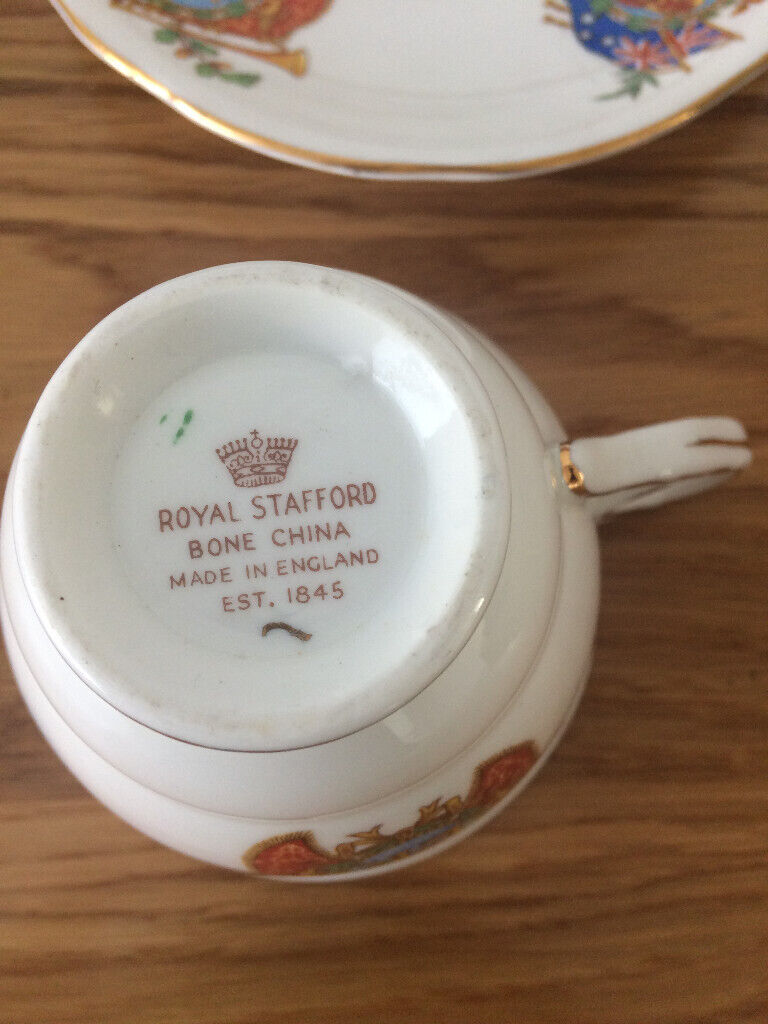 ROYAL STAFFORD
BONE CHINA
MADE IN ENGLAND
EST. 1845